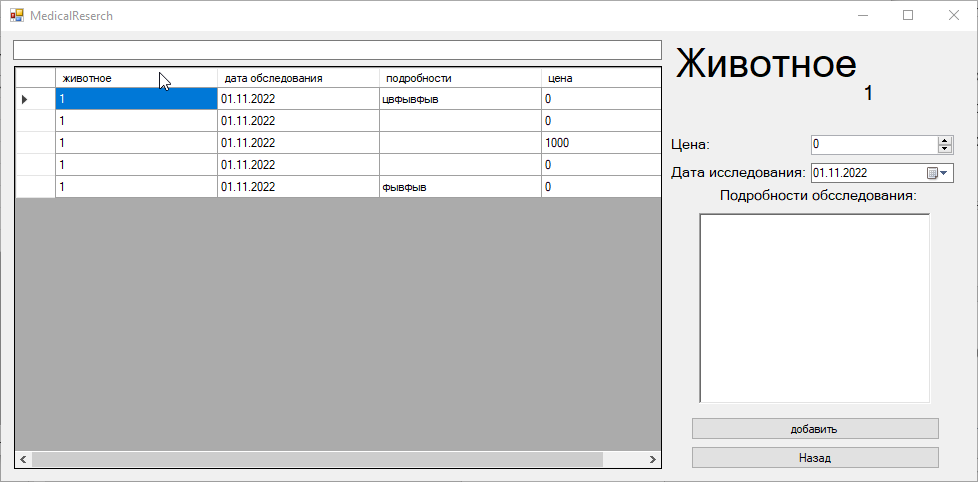 MedicalReserch
животное дата обследования подробности цена
1 01.11.2022 цвфывфыв 0
1 01.11.2022 0
1 01.11.2022 1000
1 01.11.2022 0
1 01.11.2022 фывфыв 0
Животное
1
Цена: 0
Дата исследования: 01.11.2022
Подробности обсследования:
добавить
Назад